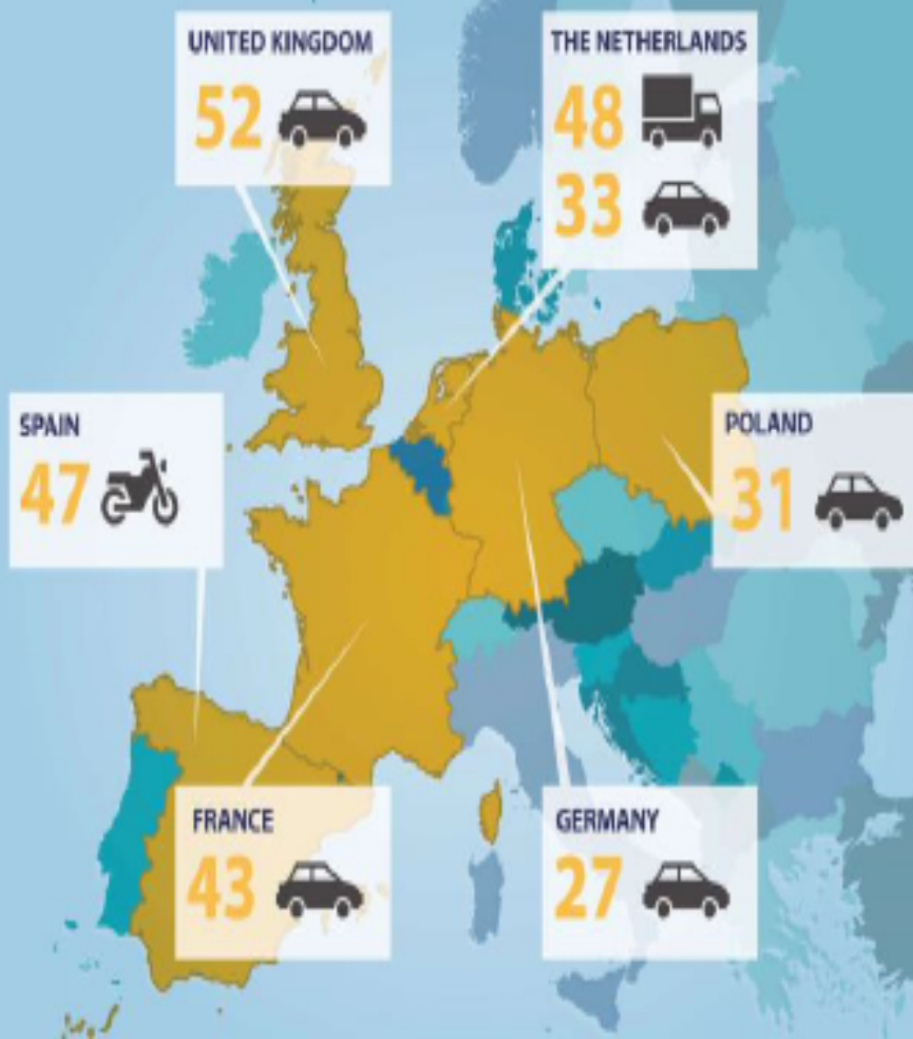 UNITED KINGDOM
52
THE NETHERLANDS
48
33
SPAIN
47
POLAND
31
FRANCE
43
GERMANY
27